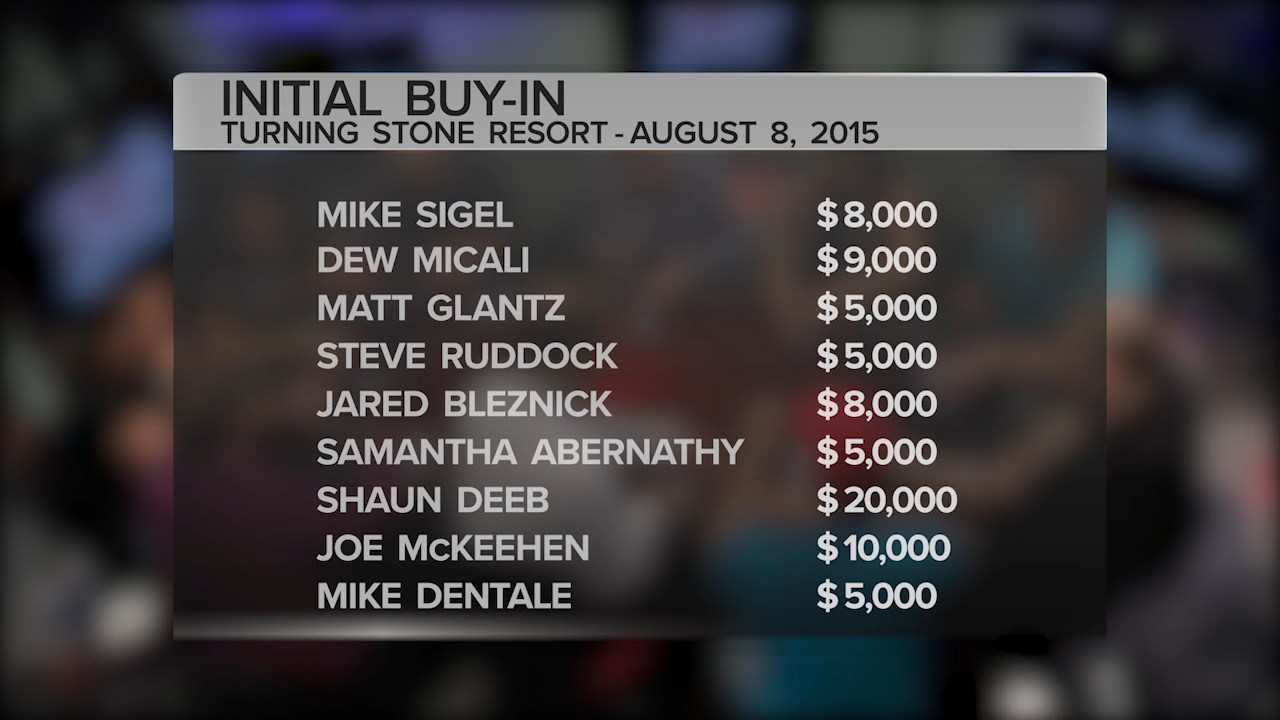 INITIAL BUY-IN
TURNING STONE RESORT - AUGUST 8, 2015
MIKE SIGEL $8,000
DEW MICALI $9,000
MATT GLANTZ $5,000
STEVE RUDDOCK $5,000
JARED BLEZNICK $8,000
SAMANTHA ABERNATHY $5,000
SHAUN DEEB $20,000
JOE McKEEHEN $10,000
MIKE DENTALE $5,000